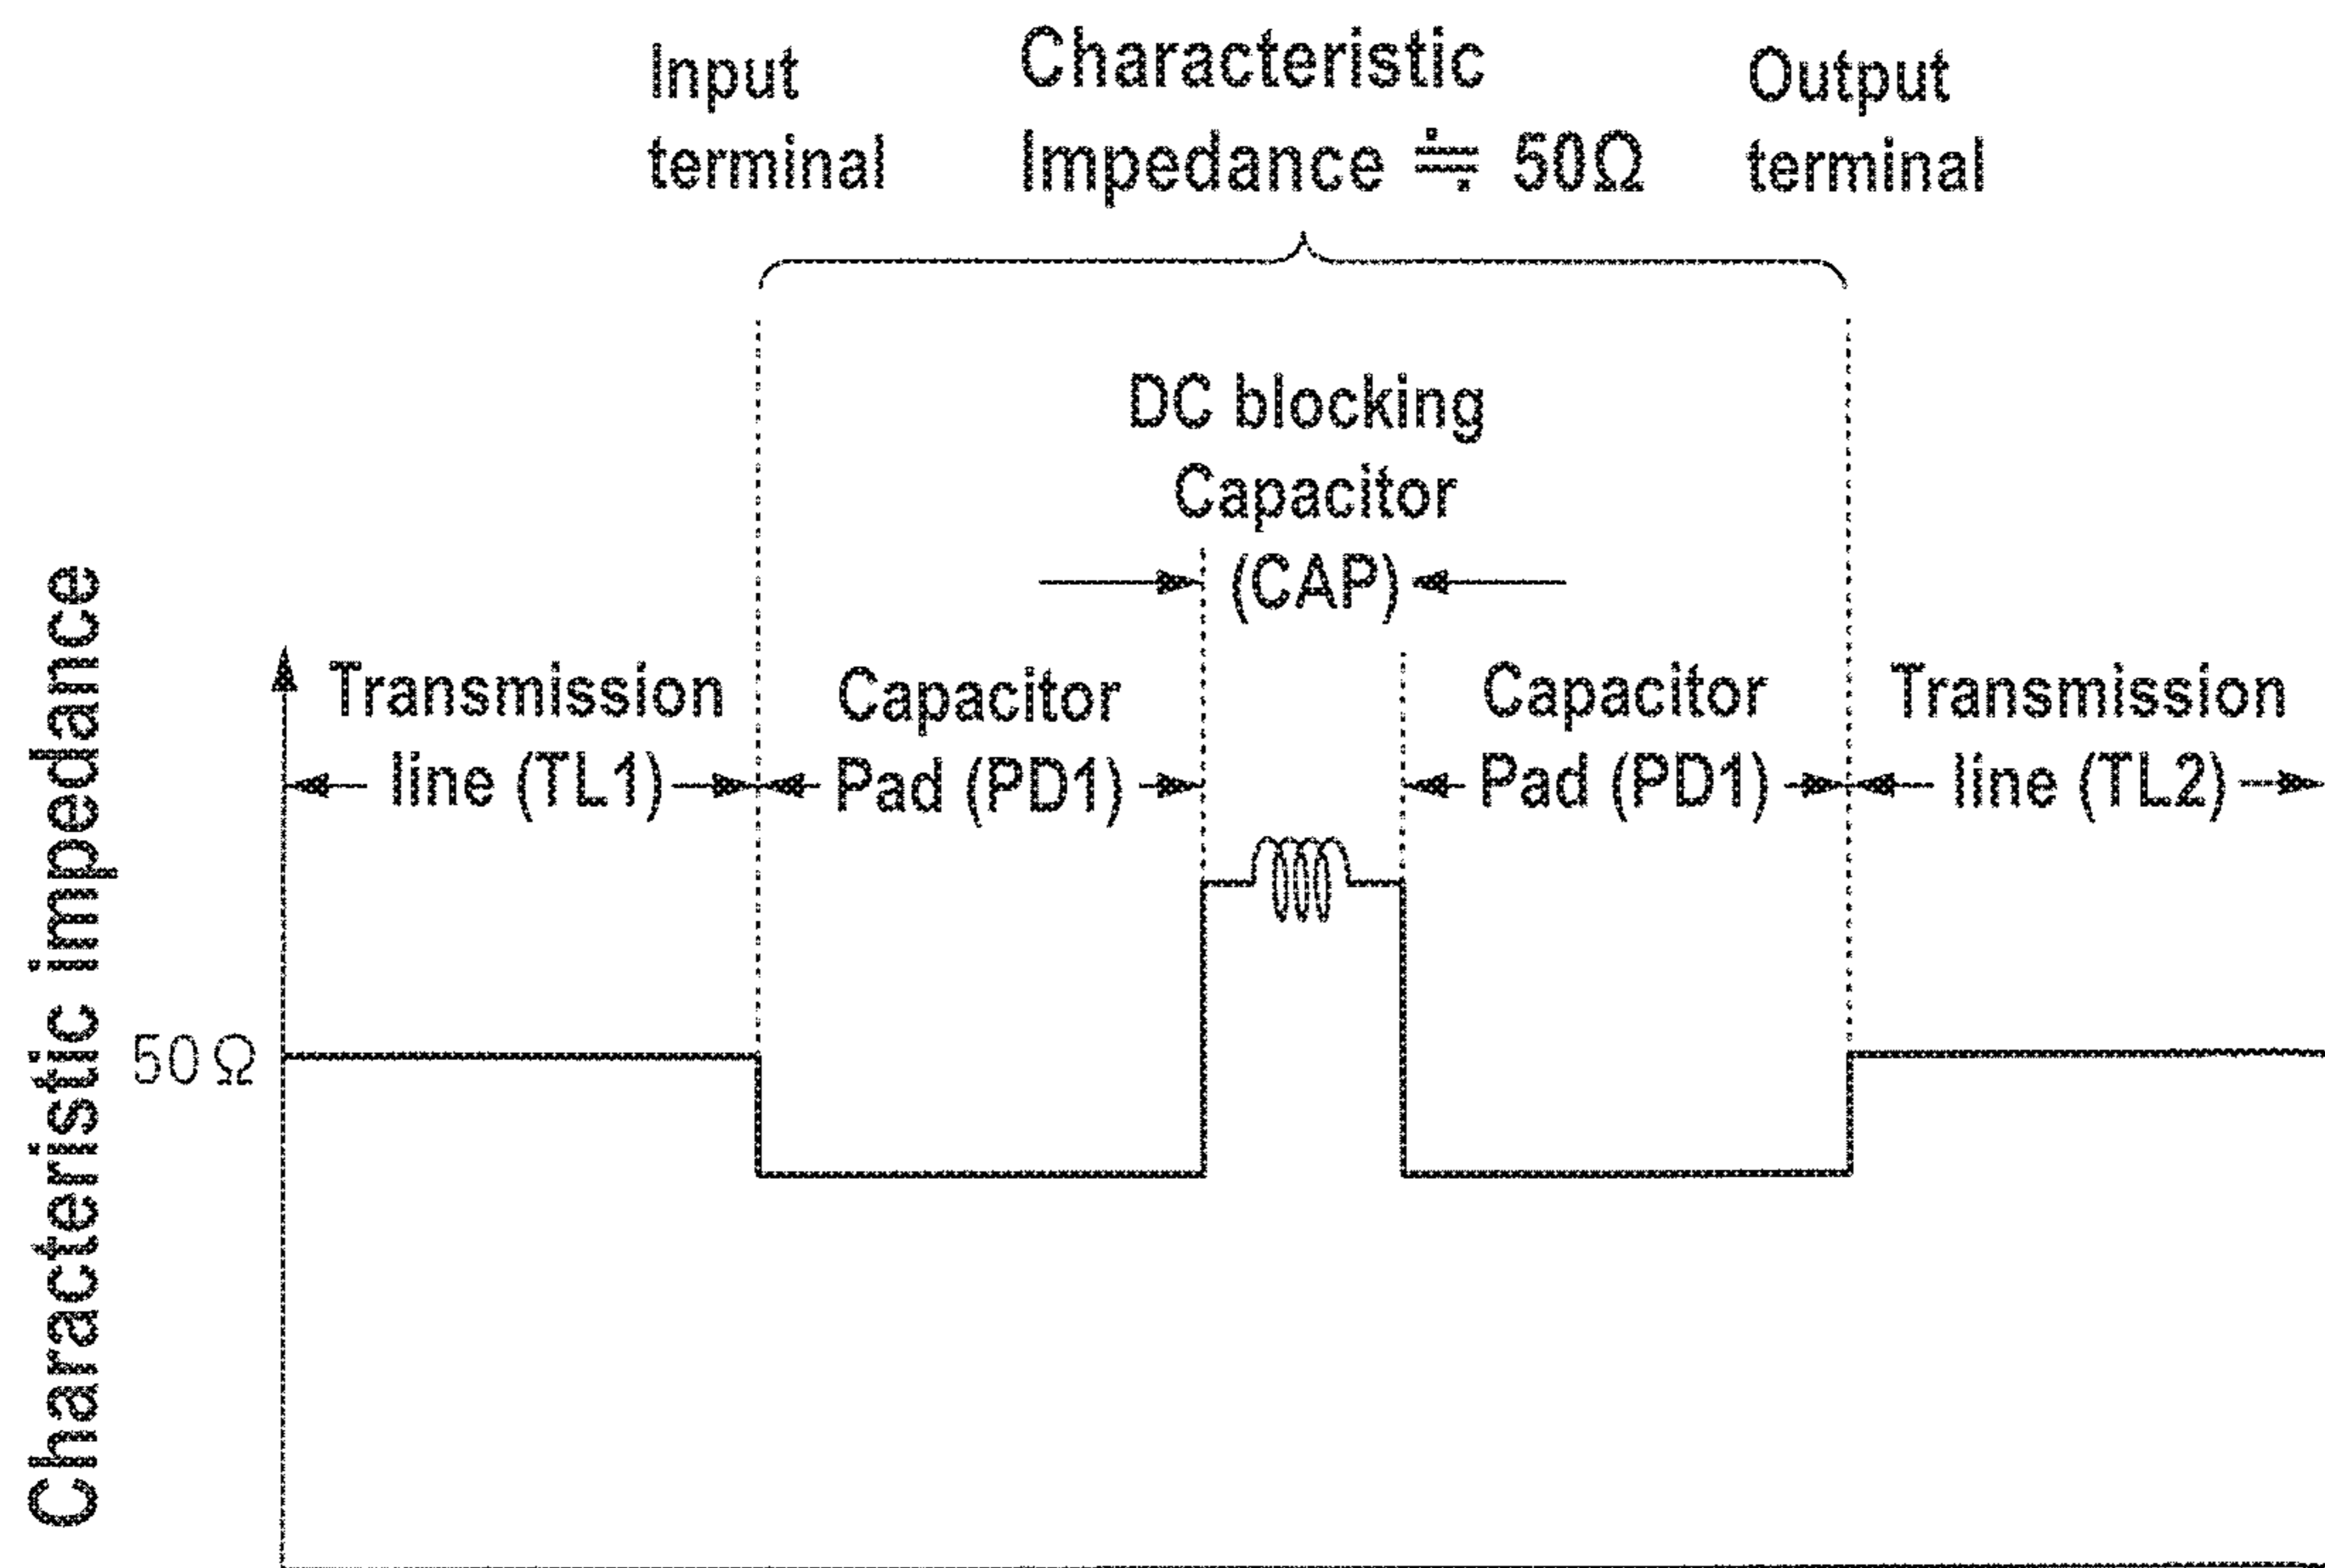 Input
terminal
Characteristic
Impedance ≒ 50Ω
Output
terminal
DC blocking
Capacitor
(CAP)
Transmission
line (TL1)
Capacitor
Pad (PD1)
Capacitor
Pad (PD1)
Transmission
line (TL2)
Characteristic impedance
50Ω